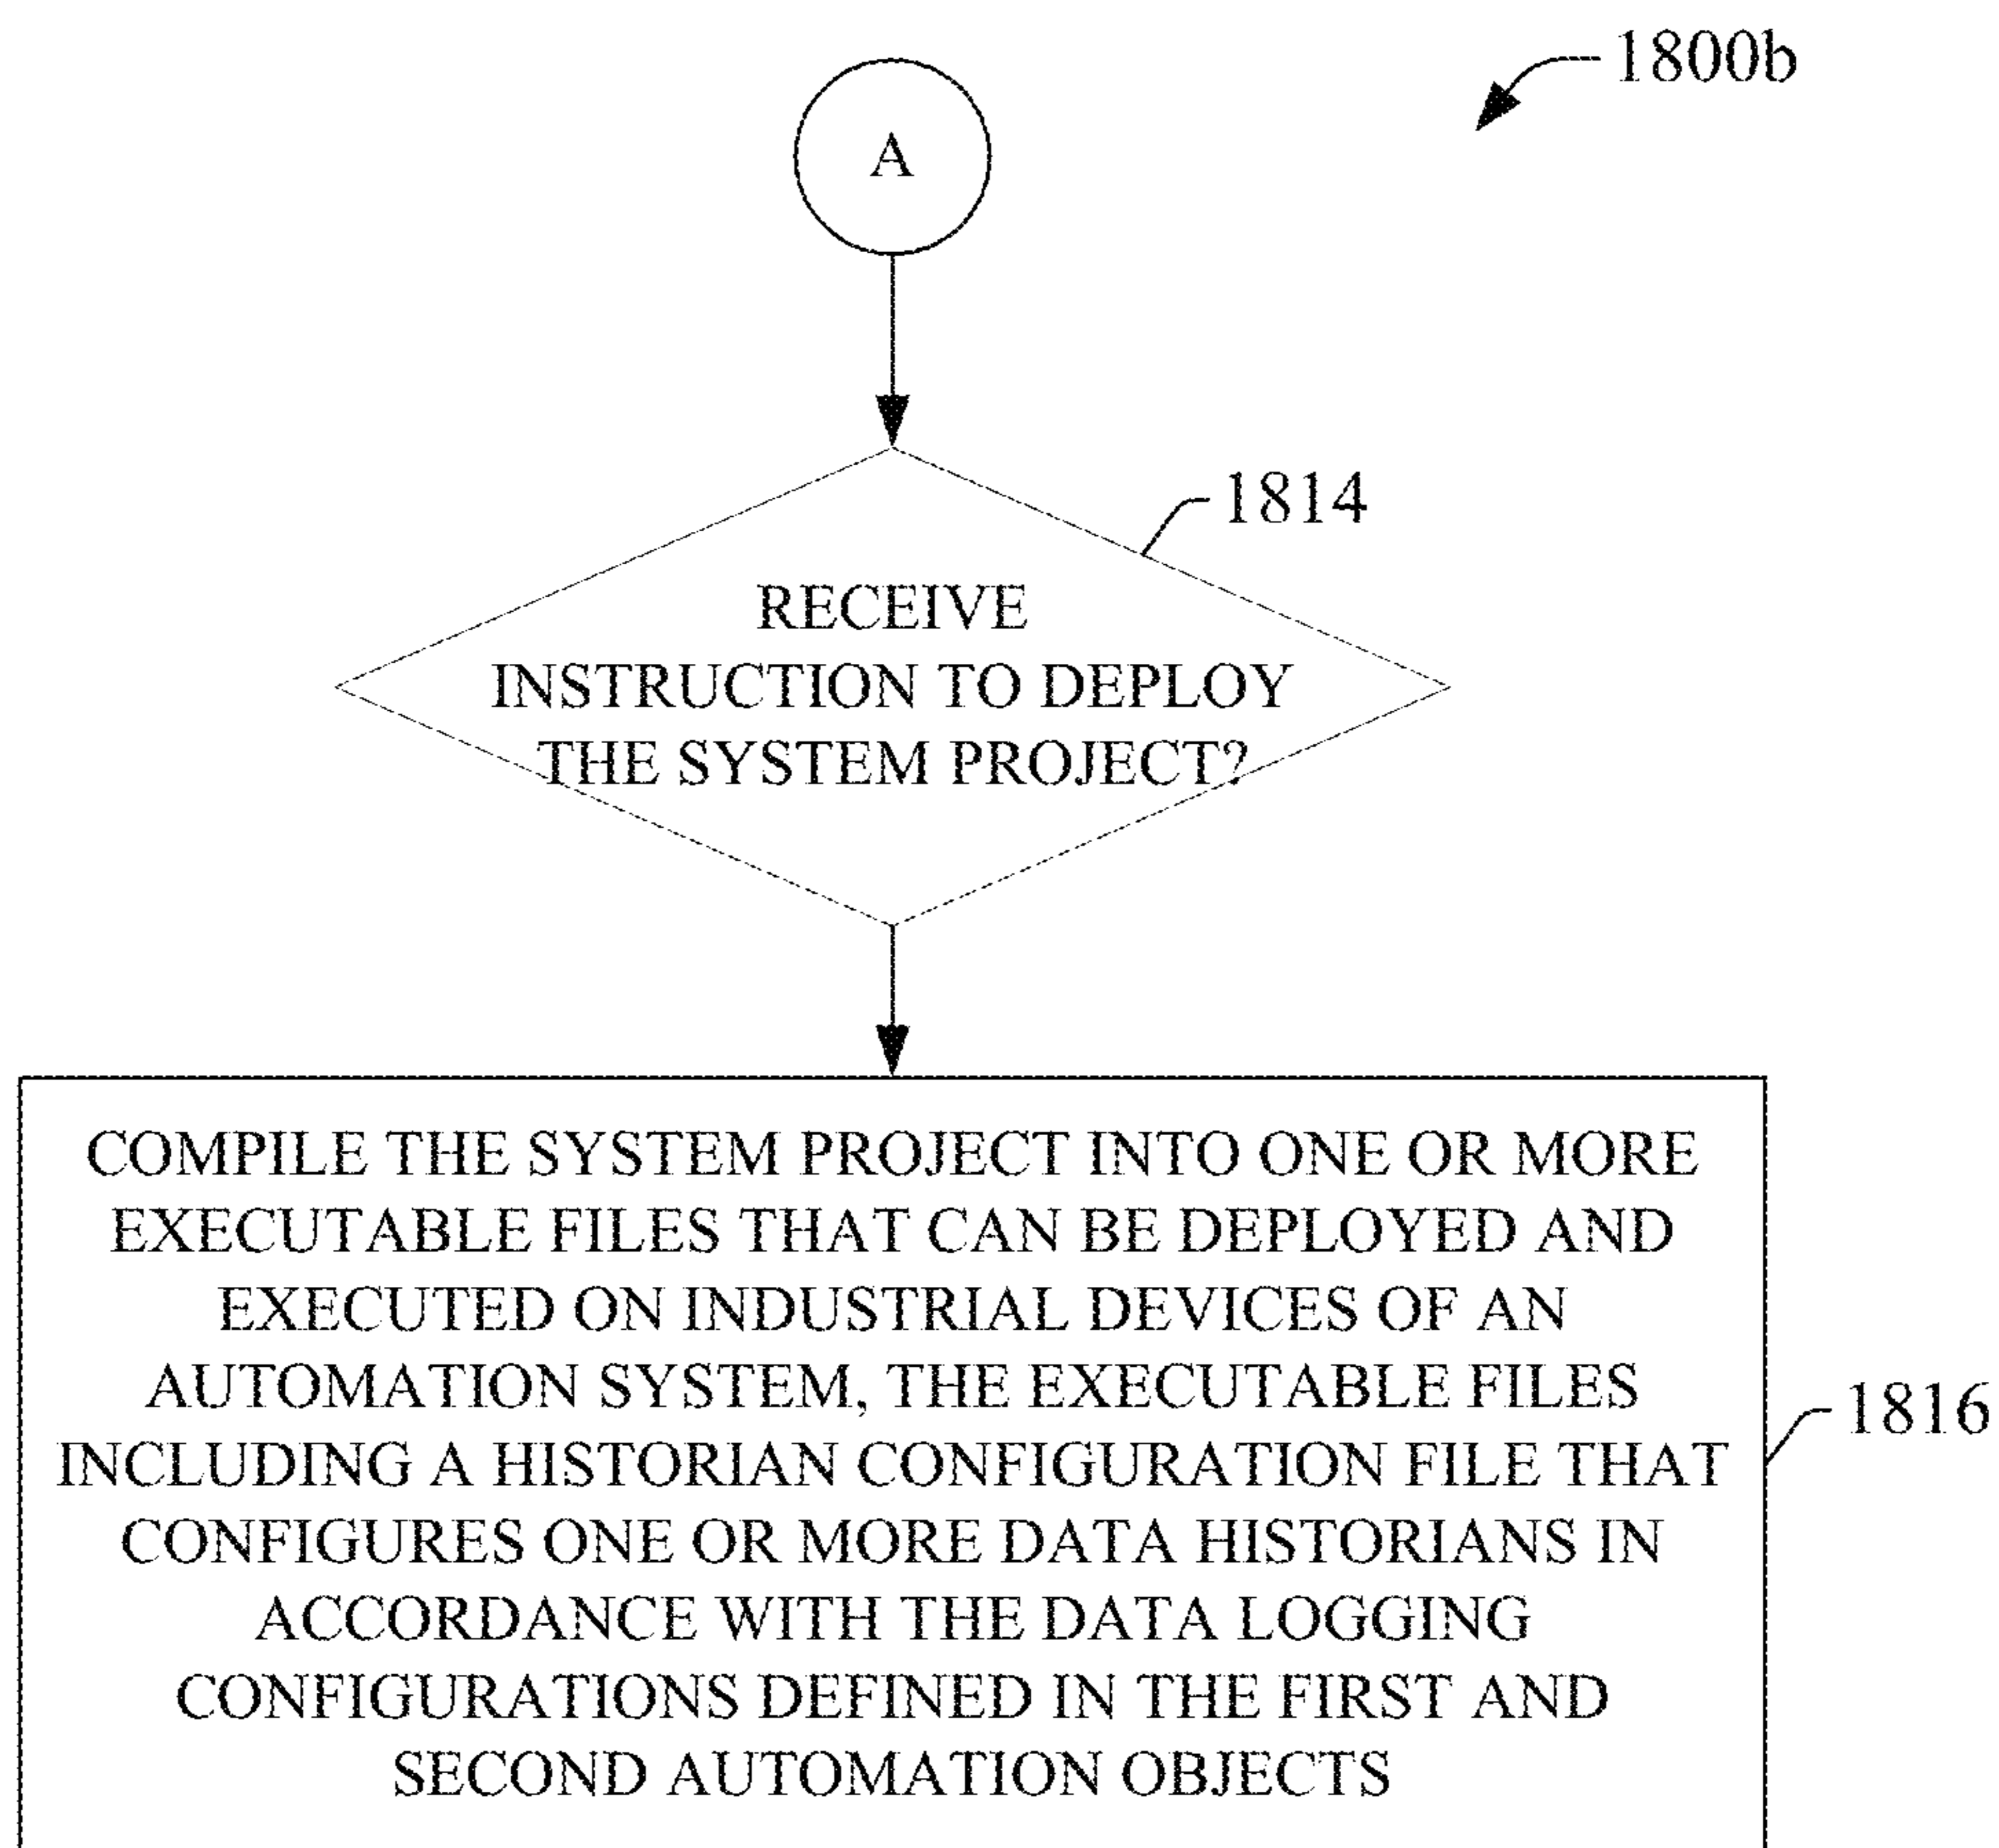 1800b
A
1814
RECEIVE
INSTRUCTION TO DEPLOY
THE SYSTEM PROJECT?
COMPILE THE SYSTEM PROJECT INTO ONE OR MORE
EXECUTABLE FILES THAT CAN BE DEPLOYED AND
EXECUTED ON INDUSTRIAL DEVICES OF AN
AUTOMATION SYSTEM, THE EXECUTABLE FILES
INCLUDING A HISTORIAN CONFIGURATION FILE THAT
CONFIGURES ONE OR MORE DATA HISTORIANS IN
ACCORDANCE WITH THE DATA LOGGING
CONFIGURATIONS DEFINED IN THE FIRST AND
SECOND AUTOMATION OBJECTS
1816